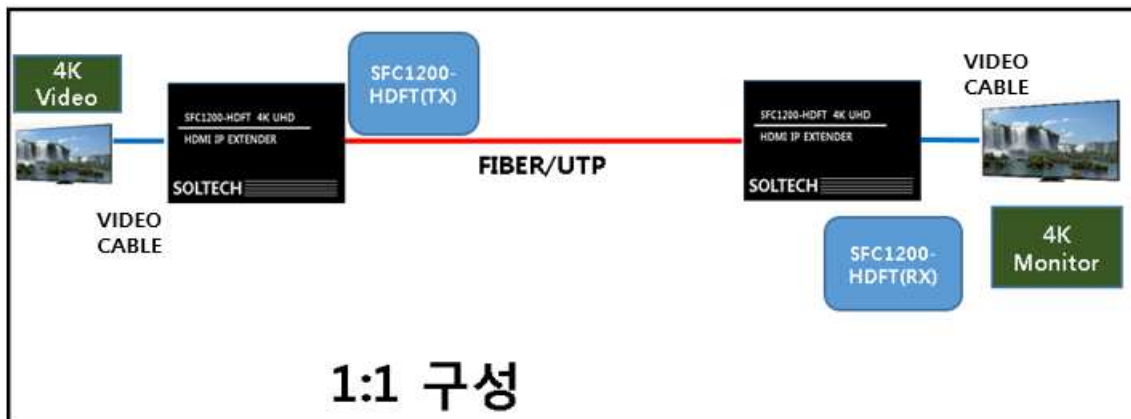 4K
Video
SFC1200-
HDFT(TX)
VIDEO
CABLE
SFC1200-HDFT 4K UHD
HDMI IP EXTENDER
SOLTECH
FIBER/UTP
SFC1200-HDFT 4K UHD
HDMI IP EXTENDER
SOLTECH
VIDEO
CABLE
SFC1200-
HDFT(RX)
4K
Monitor
1:1 구성